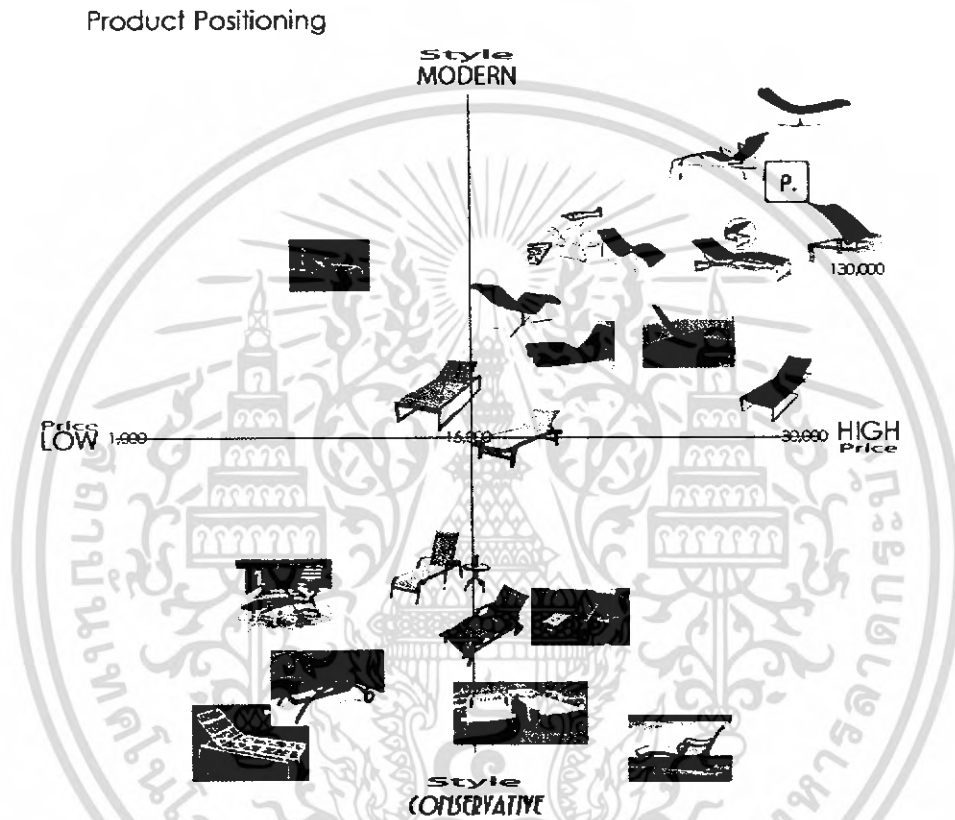 Product Positioning
Style
MODERN
P.
130,000
Price
LOW
1,000
15,000
30,000
HIGH
Price
Style
CONSERVATIVE